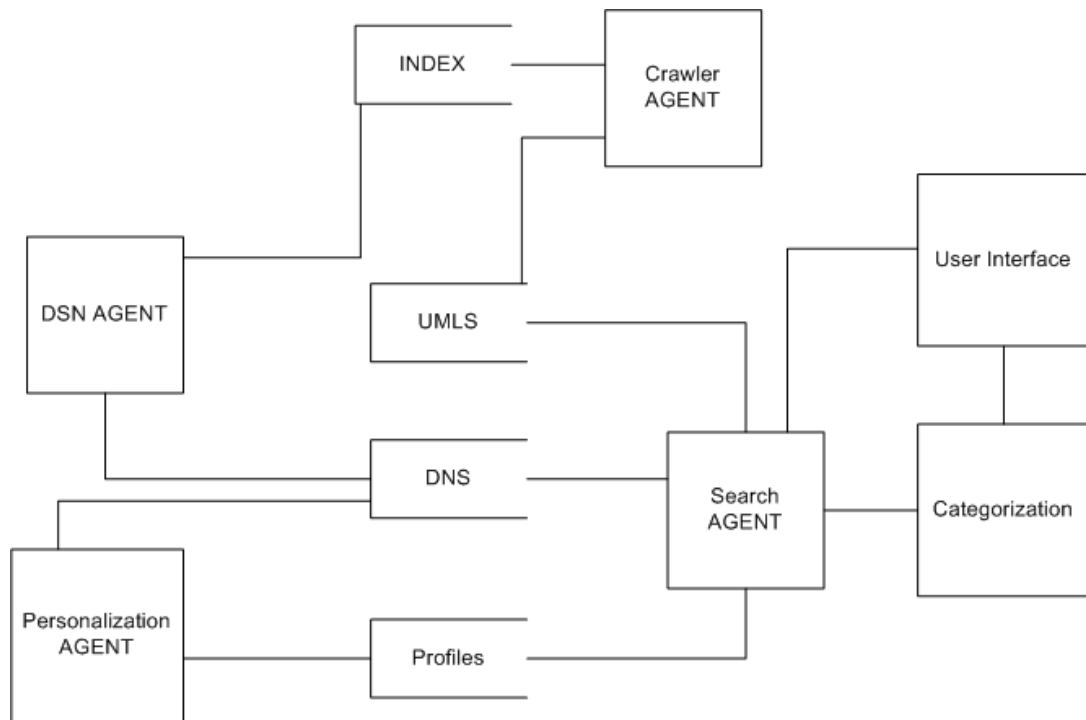 INDEX
Crawler
AGENT
User Interface
DSN AGENT
UMLS
DNS
Search
AGENT
Categorization
Personalization
AGENT
Profiles